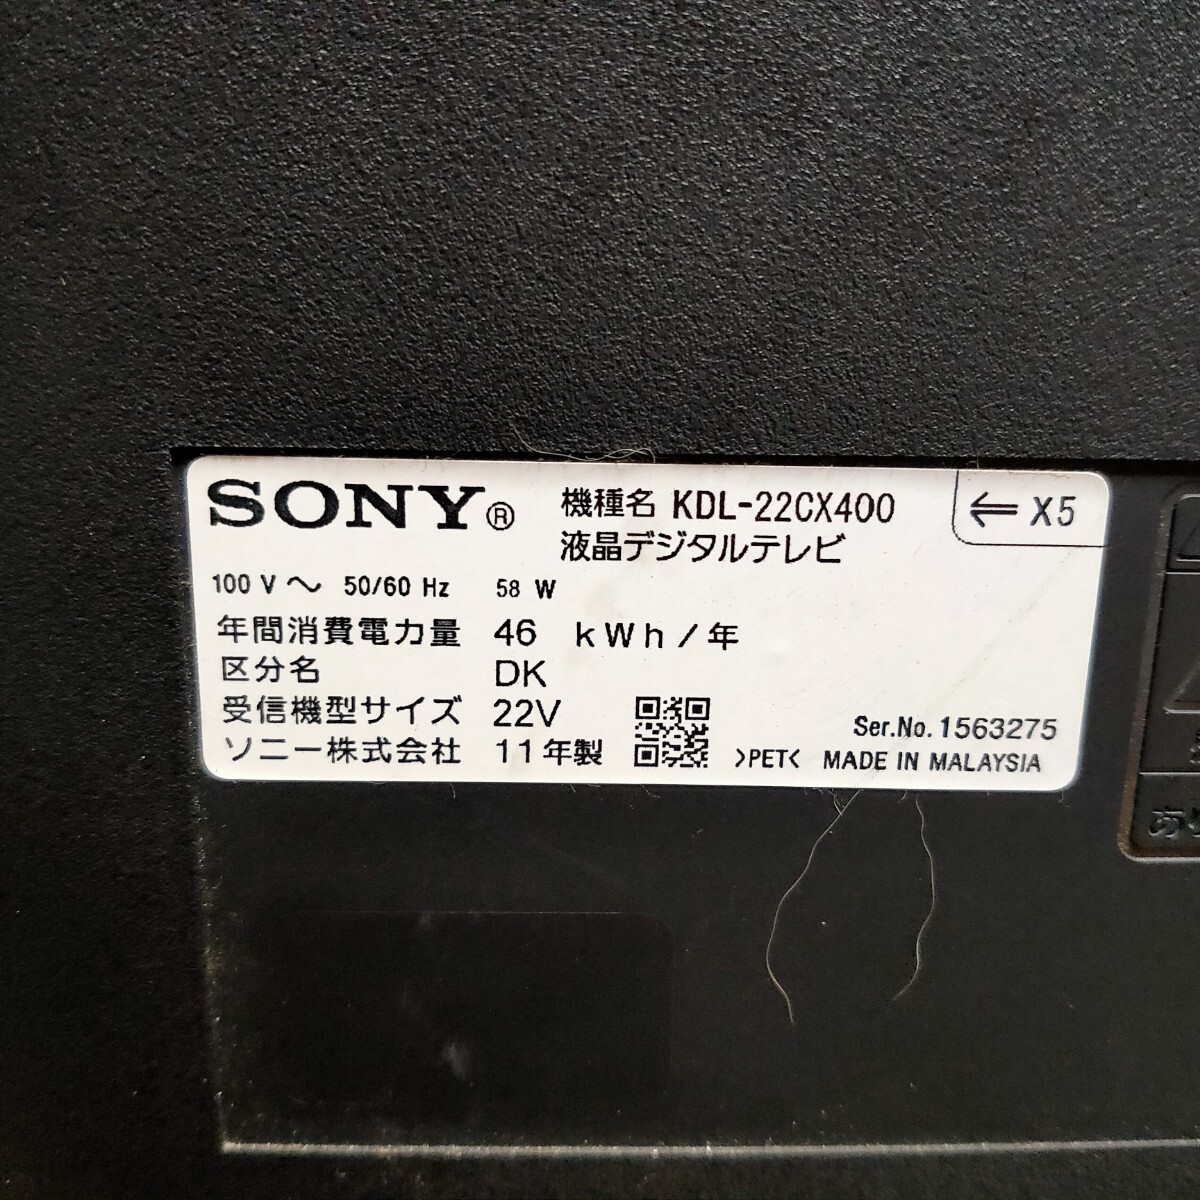 SONY®
機種名 KDL-22CX400
液晶デジタルテレビ
⇐ X5
100 V ～ 50/60 Hz 58 W
年間消費電力量 46 kWh/年
区分名 DK
受信機型サイズ 22V
ソニー株式会社 11年製
>PET<
Ser.No.1563275
MADE IN MALAYSIA